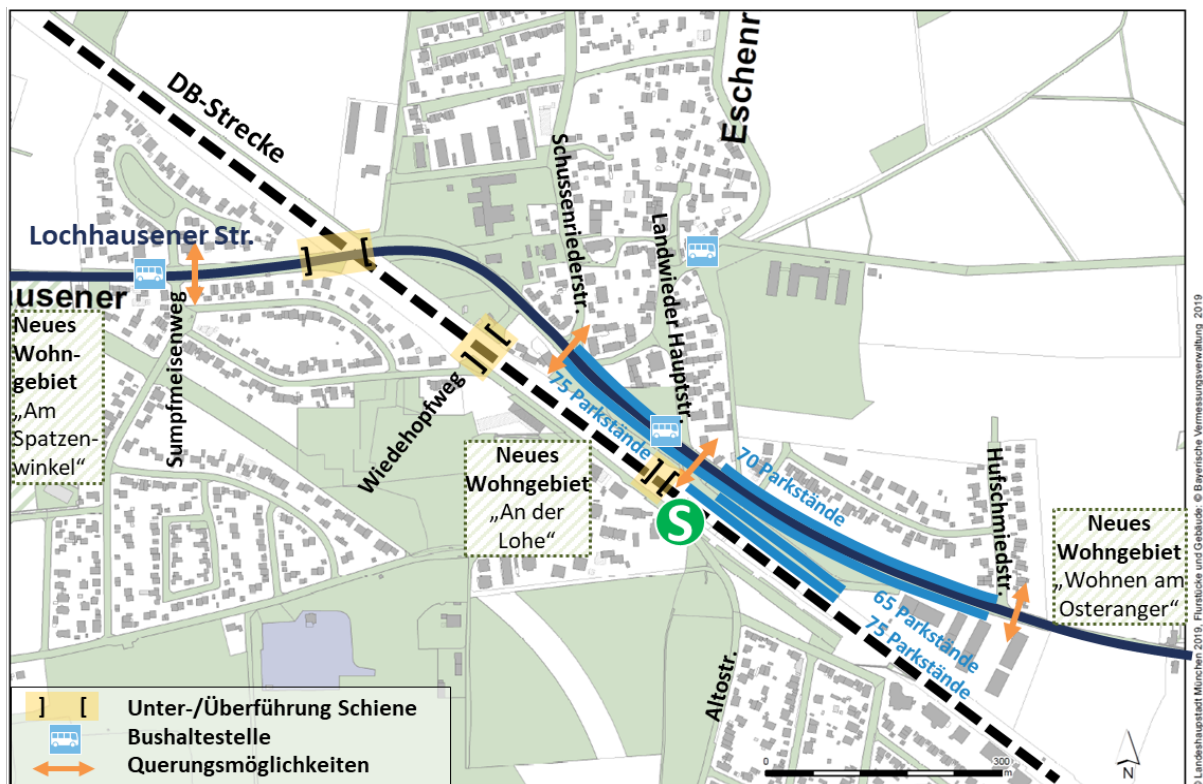 DB-Strecke
Eschenr
Schussenriederstr.
Landwieder Hauptstr.
Lochhausener Str.
usener
Neues
Wohn-
gebiet
„Am
Spatzen-
winkel“
Sumpfmeisenweg
Wiedehopfweg
75 Parkstände
70 Parkstände
Neues
Wohngebiet
„An der
Lohe“
S
Hufschmiedstr.
Neues
Wohngebiet
„Wohnen am
Osteranger“
65 Parkstände
75 Parkstände
Altostr.
] [ Unter-/Überführung Schiene
Bushaltestelle
Querungsmöglichkeiten
0 300
m
N
Landeshauptstadt München 2019, Flurstücke und Gebäude: © Bayerische Vermessungsverwaltung 2019